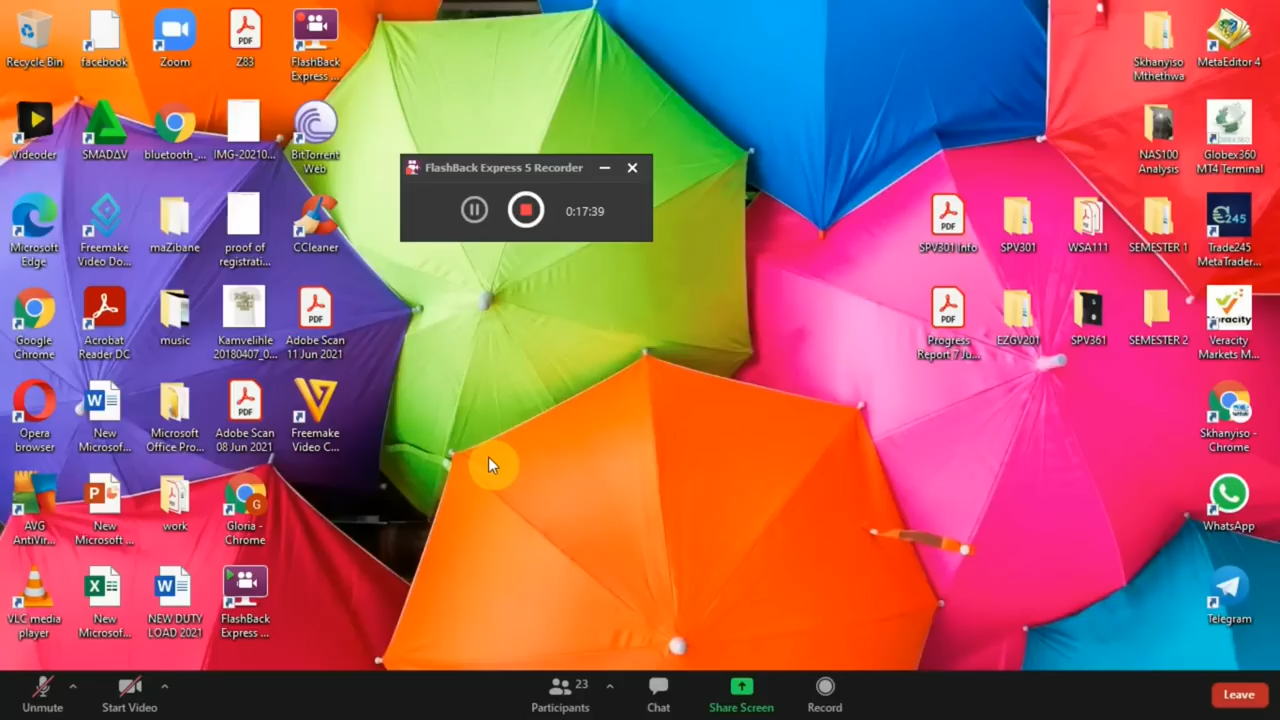 Recycle Bin
facebook
Zoom
PDF
Z83
FlashBack
Express ...
Skhanyiso
Mthethwa
MetaEditor 4
Videoder
SMADAV
bluetooth_...
IMG-20210...
BitTorrent
Web
NAS100
Analysis
Globex360
MT4 Terminal
FlashBack Express 5 Recorder
0:17:39
Microsoft
Edge
Freemake
Video Do...
maZibane
proof of
registrati...
CCleaner
PDF
SPV301 Info
SPV301
WSA111
SEMESTER 1
€245
Trade245
MetaTrader...
Google
Chrome
Acrobat
Reader DC
music
Kamvelihle
20180407_0...
PDF
Adobe Scan
11 Jun 2021
PDF
Progress
Report 7 Ju...
EZGV201
SPV361
SEMESTER 2
Veracity
Markets M...
Opera
browser
New
Microsof...
Microsoft
Office Pro...
PDF
Adobe Scan
08 Jun 2021
Freemake
Video C...
Skhanyiso -
Chrome
AVG
AntiVir...
New
Microsoft ...
work
G
Gloria -
Chrome
WhatsApp
VLC media
player
New
Microsof...
NEW DUTY
LOAD 2021
FlashBack
Express ...
Telegram
Unmute
Start Video
23
Participants
Chat
Share Screen
Record
Leave